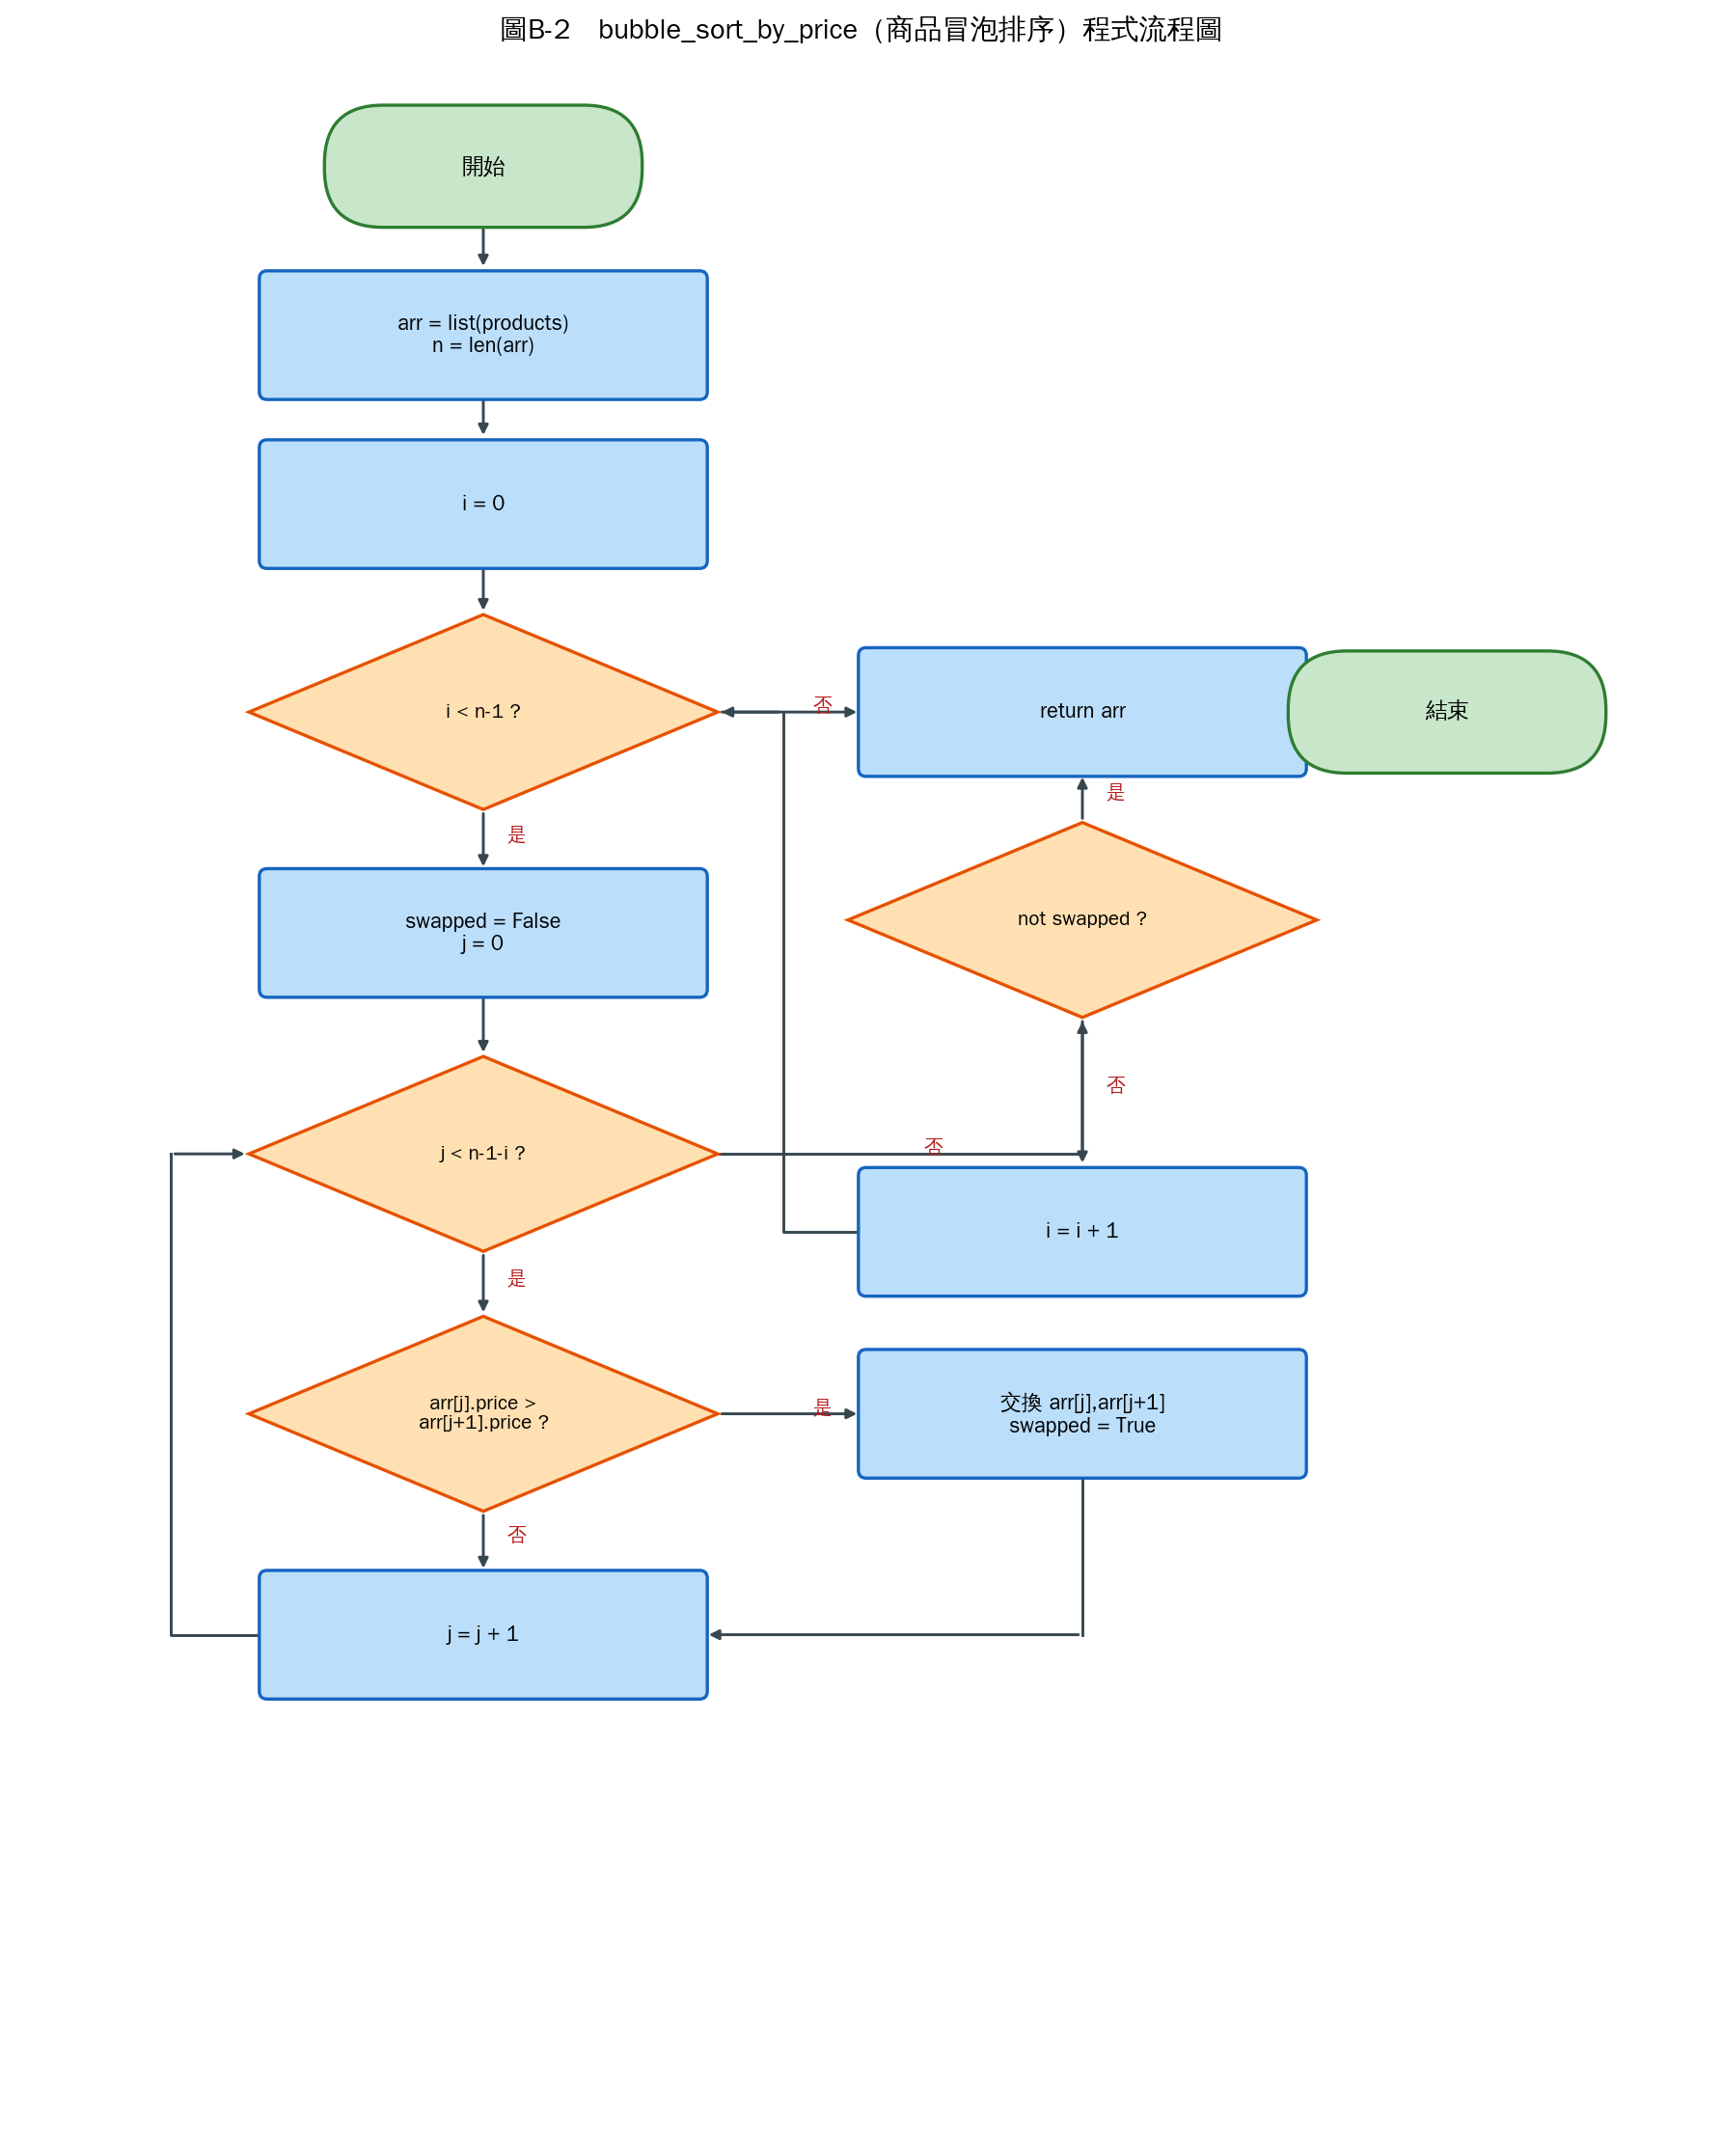 圖B-2　bubble_sort_by_price（商品冒泡排序）程式流程圖
開始
arr = list(products)
n = len(arr)
i = 0
i < n-1 ?
否
return arr
結束
是
是
swapped = False
j = 0
not swapped ?
否
j < n-1-i ?
否
i = i + 1
是
arr[j].price >
arr[j+1].price ?
是
交換 arr[j],arr[j+1]
swapped = True
否
j = j + 1